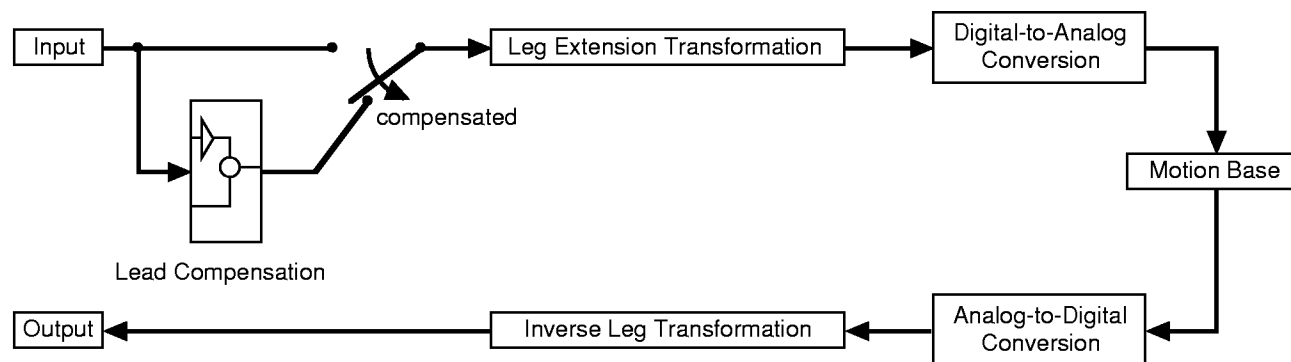 Input
Leg Extension Transformation
Digital-to-Analog
Conversion
compensated
Motion Base
Lead Compensation
Output
Inverse Leg Transformation
Analog-to-Digital
Conversion